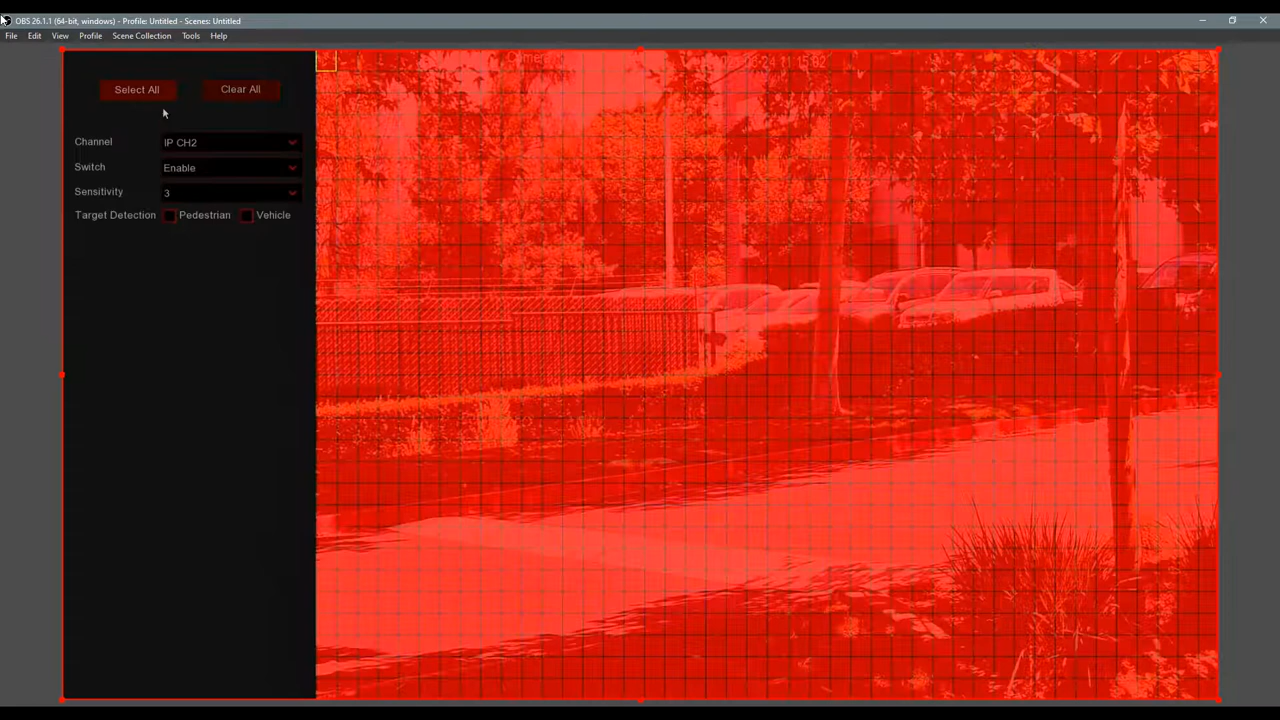 OBS 26.1.1 (64-bit, windows) - Profile: Untitled - Scenes: Untitled
File Edit View Profile Scene Collection Tools Help
Select All Clear All
Channel IP CH2
Switch Enable
Sensitivity 3
Target Detection Pedestrian Vehicle